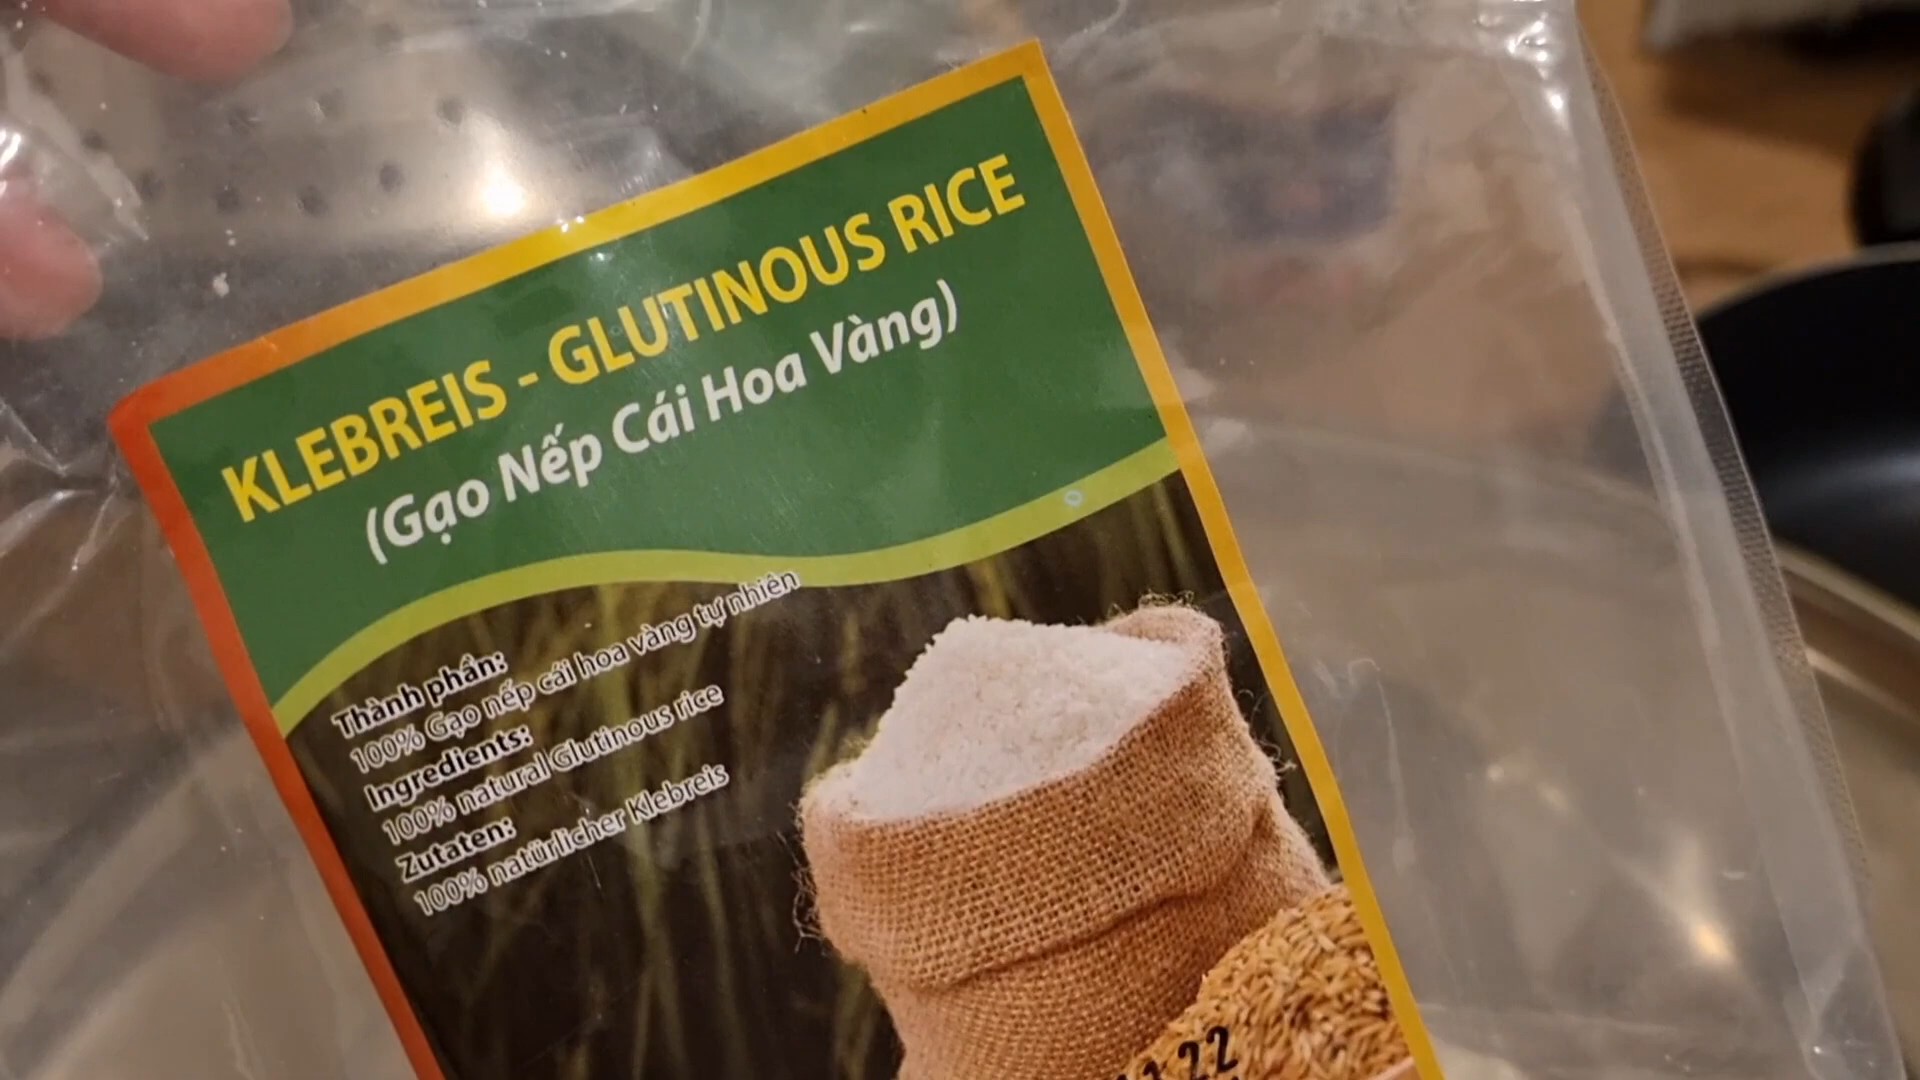 KLEBREIS - GLUTINOUS RICE
(Gạo Nếp Cái Hoa Vàng)
Thành phần:
100% Gạo nếp cái hoa vàng tự nhiên
Ingredients:
100% natural Glutinous rice
Zutaten:
100% natürlicher Klebreis
22